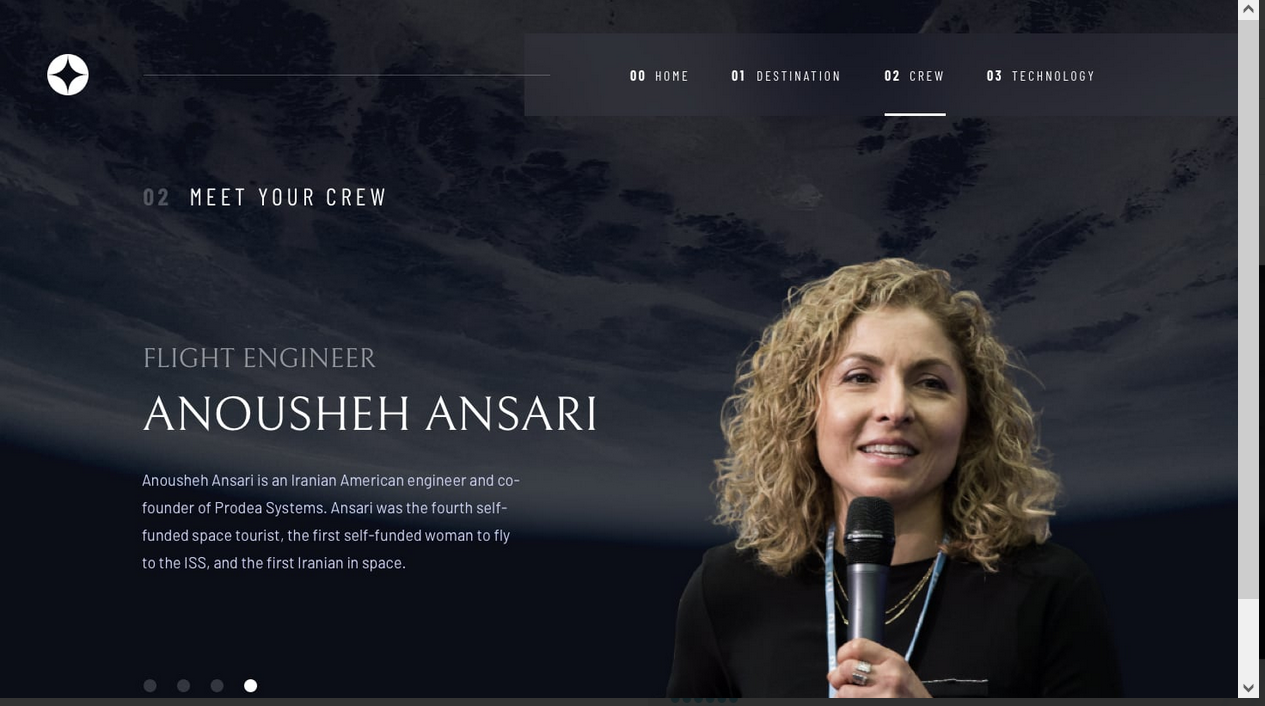 00 HOME 01 DESTINATION 02 CREW 03 TECHNOLOGY
02 MEET YOUR CREW
FLIGHT ENGINEER
ANOUSHEH ANSARI
Anousheh Ansari is an Iranian American engineer and co-
founder of Prodea Systems. Ansari was the fourth self-
funded space tourist, the first self-funded woman to fly
to the ISS, and the first Iranian in space.